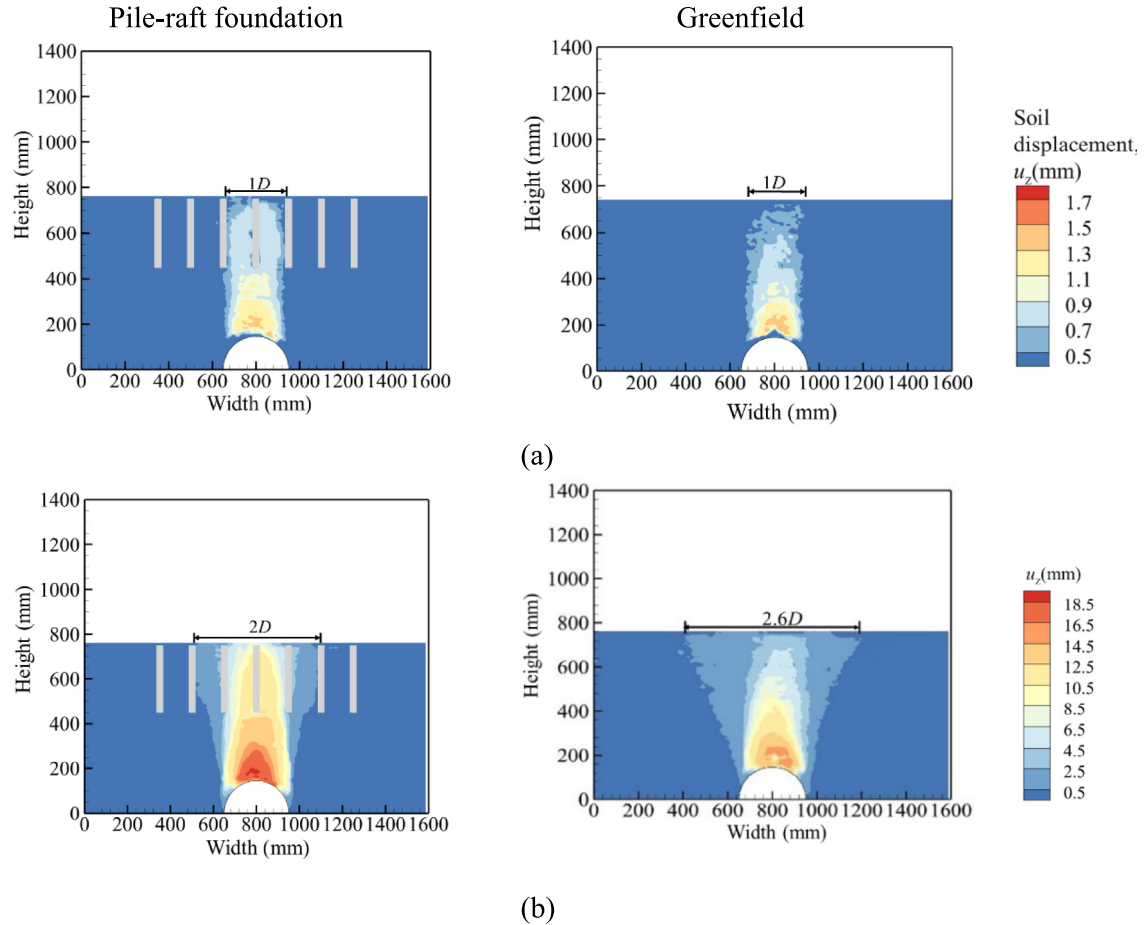 Pile-raft foundation
Greenfield
1400
1200
1000
800
600
400
200
0
Height (mm)
1D
0 200 400 600 800 1000 1200 1400 1600
Width (mm)
1400
1200
1000
800
600
400
200
0
Height (mm)
1D
0 200 400 600 800 1000 1200 1400 1600
Width (mm)
Soil
displacement,
uz(mm)
1.7
1.5
1.3
1.1
0.9
0.7
0.5
(a)
1400
1200
1000
800
600
400
200
0
Height (mm)
2D
0 200 400 600 800 1000 1200 1400 1600
Width (mm)
1400
1200
1000
800
600
400
200
0
Height (mm)
2.6D
0 200 400 600 800 1000 1200 1400 1600
Width (mm)
uz(mm)
18.5
16.5
14.5
12.5
10.5
8.5
6.5
4.5
2.5
0.5
(b)